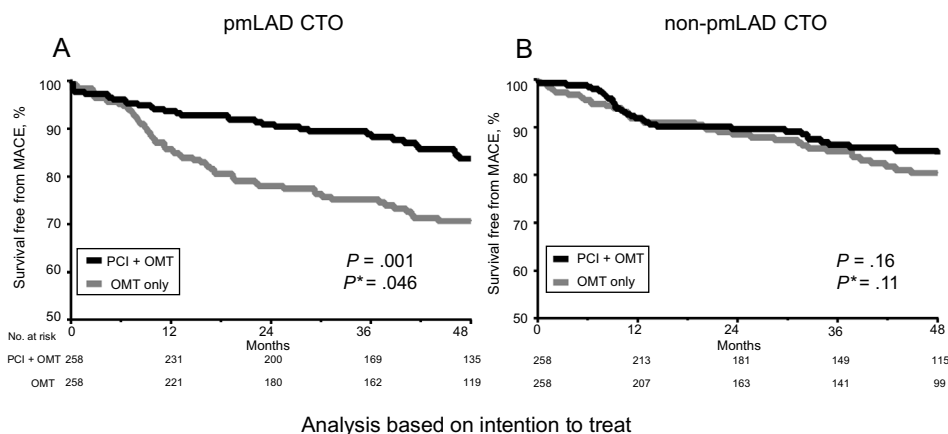 pmLAD CTO
A
Survival free from MACE, %
100
90
80
70
60
50
PCI + OMT
OMT only
P = .001
P* = .046
0 12 24 36 48
Months
No. at risk
PCI + OMT 258 231 200 169 135
OMT 258 221 180 162 119
non-pmLAD CTO
B
Survival free from MACE, %
100
90
80
70
60
50
PCI + OMT
OMT only
P = .16
P* = .11
0 12 24 36 48
Months
258 213 181 149 115
258 207 163 141 99
Analysis based on intention to treat